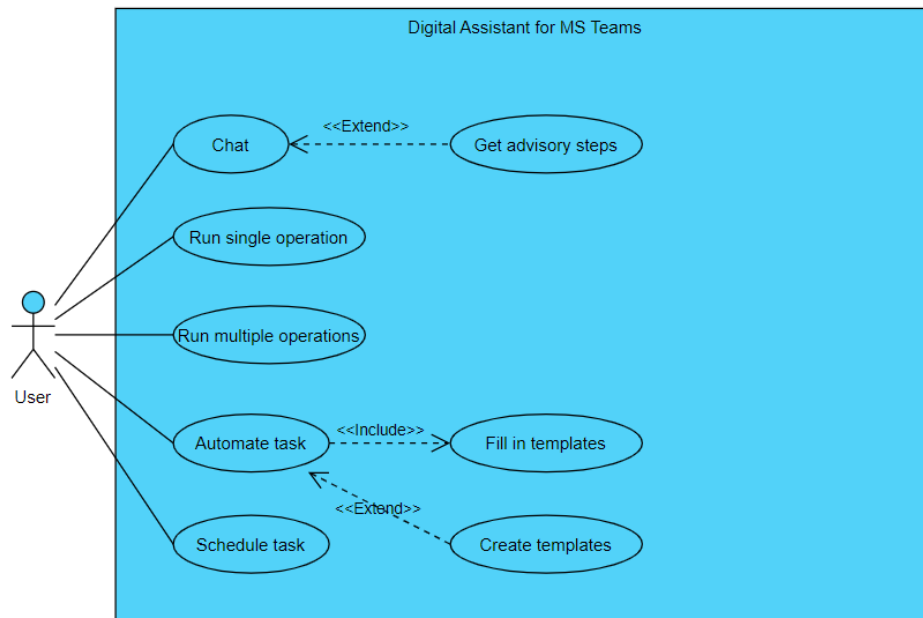 Digital Assistant for MS Teams
<<Extend>>
Chat
Get advisory steps
Run single operation
Run multiple operations
User
<<Include>>
Automate task
Fill in templates
<<Extend>>
Schedule task
Create templates